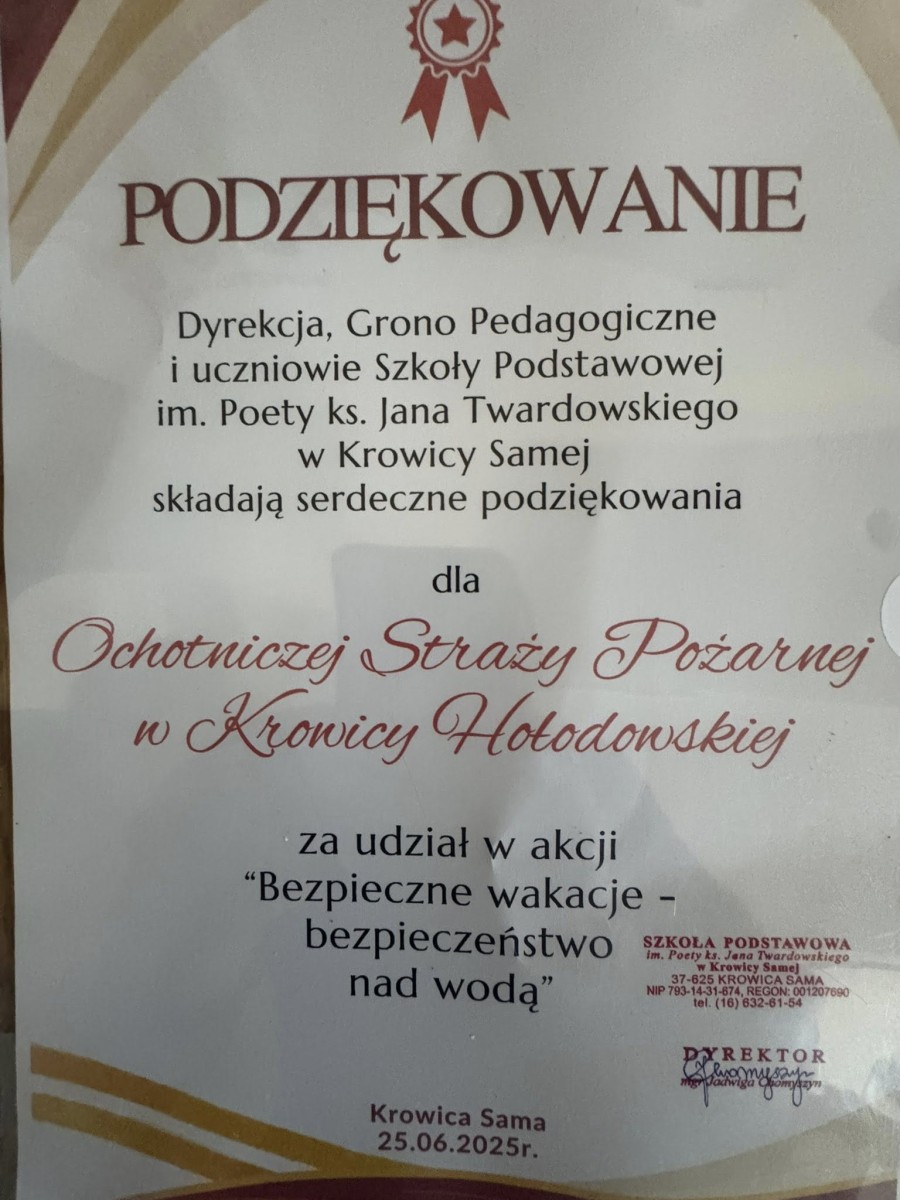 PODZIĘKOWANIE
Dyrekcja, Grono Pedagogiczne
i uczniowie Szkoły Podstawowej
im. Poety ks. Jana Twardowskiego
w Krowicy Samej
składają serdeczne podziękowania
dla
Ochotniczej Straży Pożarnej
w Krowicy Hołodowskiej
za udział w akcji
“Bezpieczne wakacje -
bezpieczeństwo
nad wodą”
SZKOŁA PODSTAWOWA
im. Poety ks. Jana Twardowskiego
w Krowicy Samej
37-625 KROWICA SAMA
NIP 793-14-31-674, REGON: 001207690
tel. (16) 632-61-54
DYREKTOR
mgr Jadwiga
Krowica Sama
25.06.2025r.